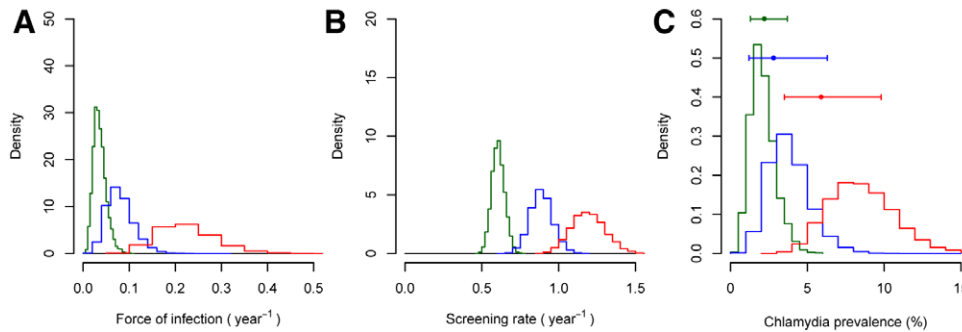 A
B
C
Density
50
40
30
20
10
0
0.0 0.1 0.2 0.3 0.4 0.5
Force of infection ( year⁻¹ )
Density
20
15
10
5
0
0.0 0.5 1.0 1.5
Screening rate ( year⁻¹ )
Density
0.6
0.5
0.4
0.3
0.2
0.1
0.0
0 5 10 15
Chlamydia prevalence (%)